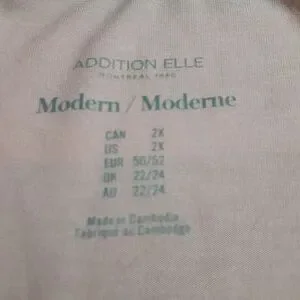 ADDITION ELLE
MONTRÉAL 1980
Modern / Moderne
CAN 2X
US 2X
EUR 50/52
UK 22/24
AU 22/24
Made in Cambodia
Fabriqué au Cambodge